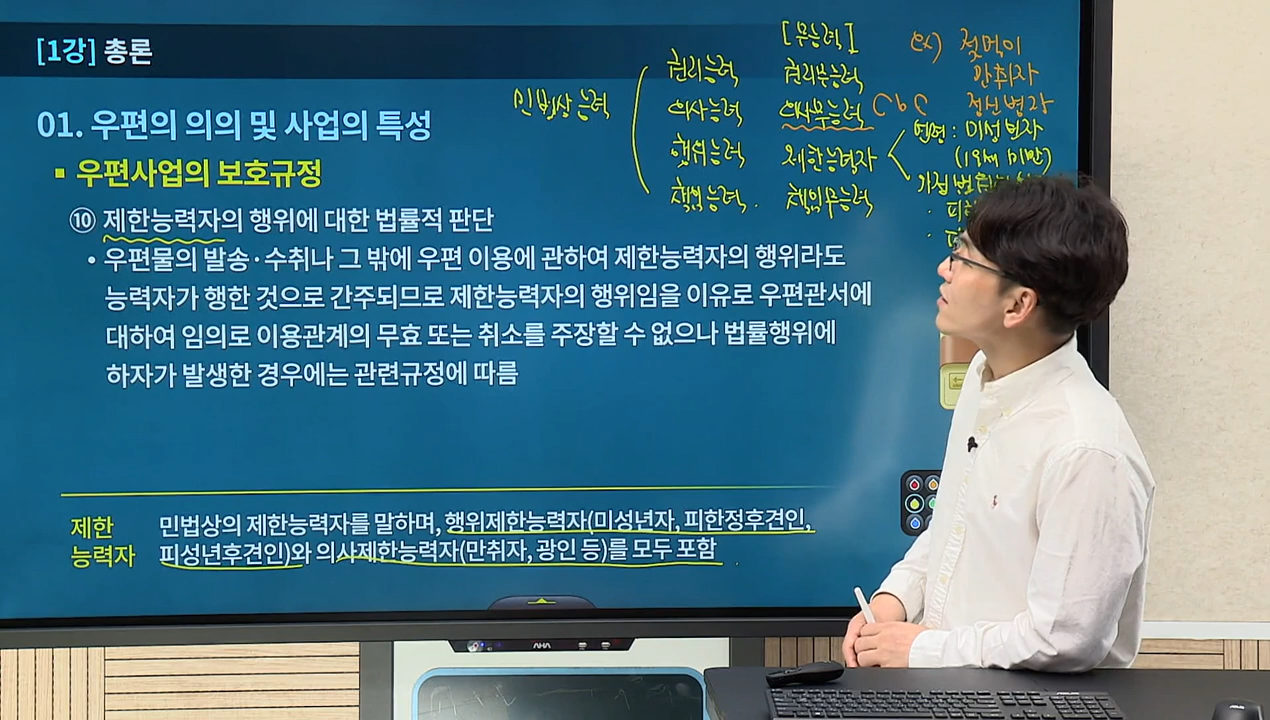 [1강] 총론
01. 우편의 의의 및 사업의 특성
▪ 우편사업의 보호규정
⑩ 제한능력자의 행위에 대한 법률적 판단
• 우편물의 발송·수취나 그 밖에 우편 이용에 관하여 제한능력자의 행위라도
능력자가 행한 것으로 간주되므로 제한능력자의 행위임을 이유로 우편관서에
대하여 임의로 이용관계의 무효 또는 취소를 주장할 수 없으나 법률행위에
하자가 발생한 경우에는 관련규정에 따름
제한
능력자
민법상의 제한능력자를 말하며, 행위제한능력자(미성년자, 피한정후견인,
피성년후견인)와 의사제한능력자(만취자, 광인 등)를 모두 포함
민법상 능력
권리능력
의사능력
행위능력
책임능력.
[무능력]
권리무능력
의사무능력
제한능력자
책임무능력
ex) 젖먹이
만취자
정신병자
미성년자
(19세 미만)
AHA
ASUS